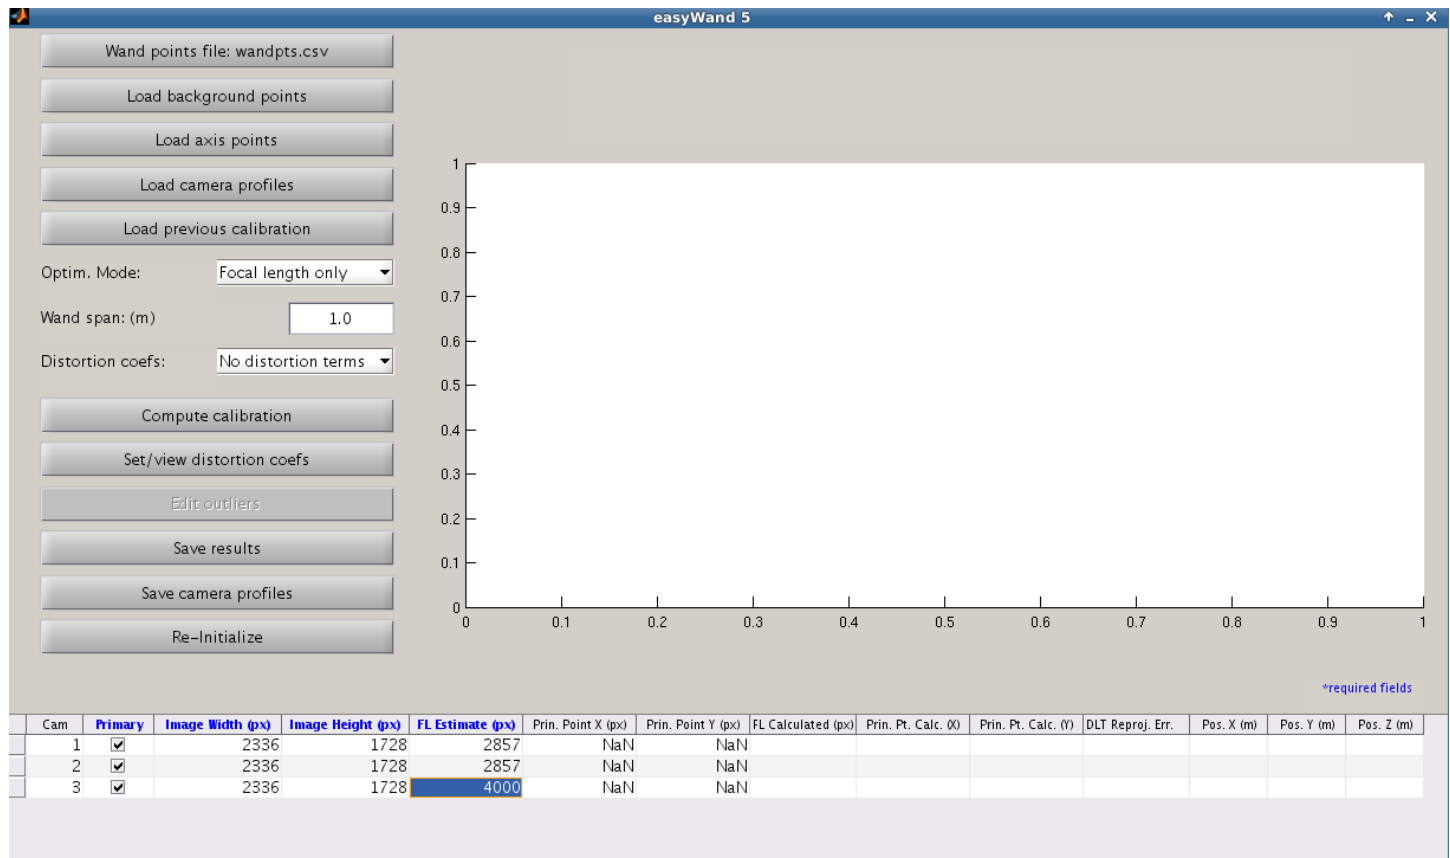 easyWand 5
Wand points file: wandpts.csv
Load background points
Load axis points
Load camera profiles
Load previous calibration
Optim. Mode: Focal length only
Wand span: (m) 1.0
Distortion coefs: No distortion terms
Compute calibration
Set/view distortion coefs
Edit outliers
Save results
Save camera profiles
Re-Initialize
1
0.9
0.8
0.7
0.6
0.5
0.4
0.3
0.2
0.1
0
0 0.1 0.2 0.3 0.4 0.5 0.6 0.7 0.8 0.9 1
*required fields
Cam Primary Image Width (px) Image Height (px) FL Estimate (px) Prin. Point X (px) Prin. Point Y (px) FL Calculated (px) Prin. Pt. Calc. (X) Prin. Pt. Calc. (Y) DLT Reproj. Err. Pos. X (m) Pos. Y (m) Pos. Z (m)
1 2336 1728 2857 NaN NaN
2 2336 1728 2857 NaN NaN
3 2336 1728 4000 NaN NaN